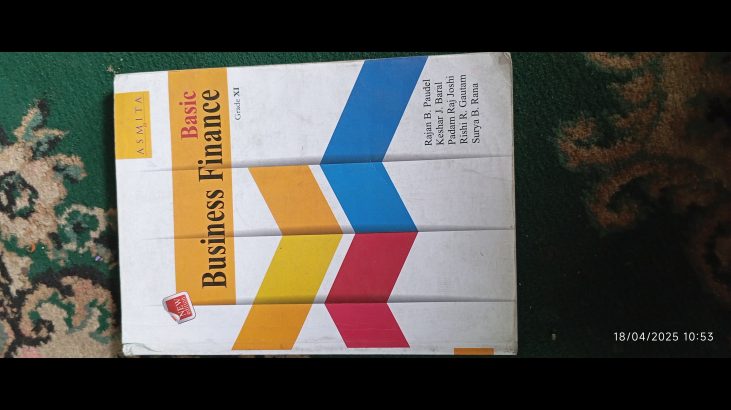 ASMITA
Basic
Business Finance
Grade XI
NEW
Rajan B. Paudel
Keshar J. Baral
Padam Raj Joshi
Rishi R. Gautam
Surya B. Rana
18/04/2025 10:53